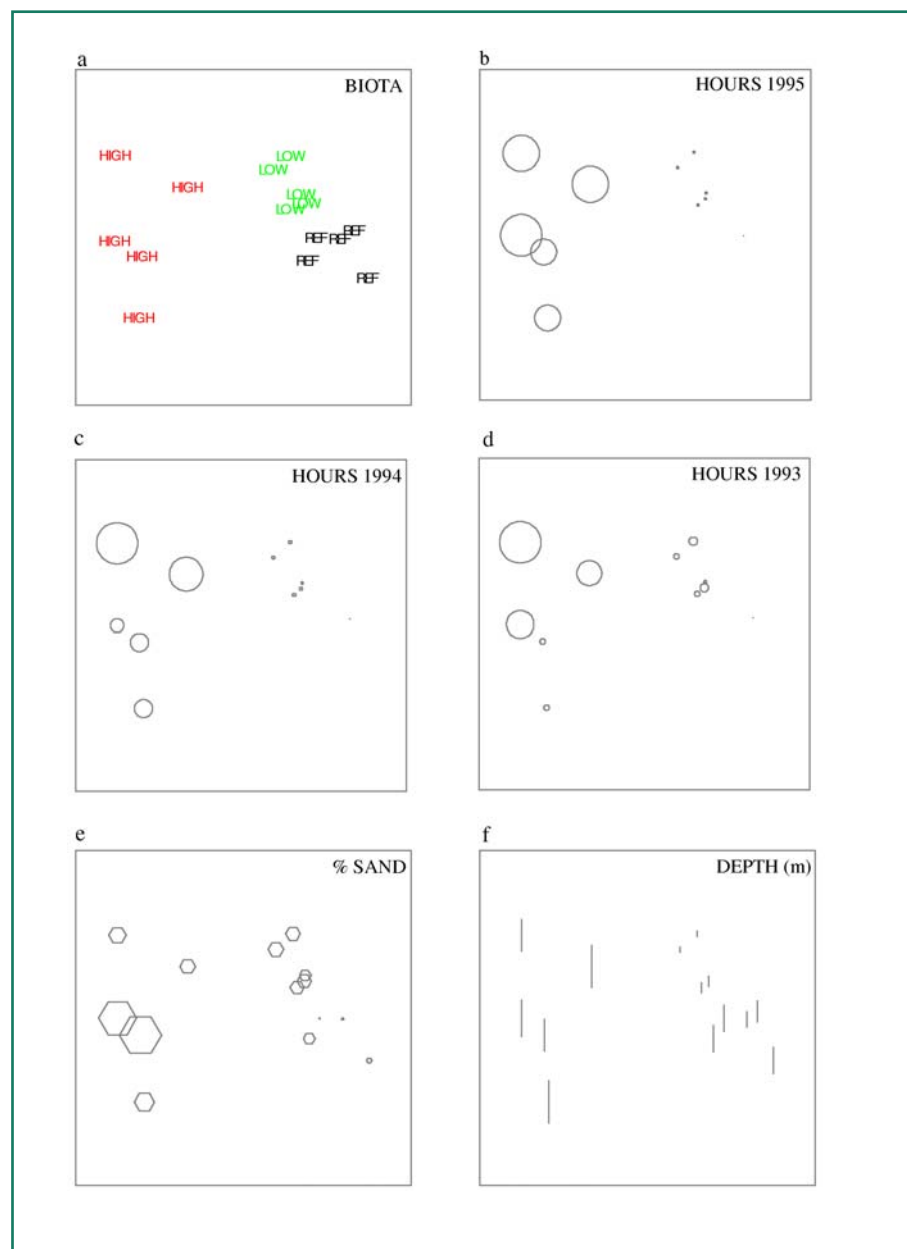 a
BIOTA
HIGH
LOW
LOW
HIGH
LOW
LOW
LOW
REF
REF
REF
HIGH
HIGH
REF
REF
HIGH
b
HOURS 1995
c
HOURS 1994
d
HOURS 1993
e
% SAND
f
DEPTH (m)